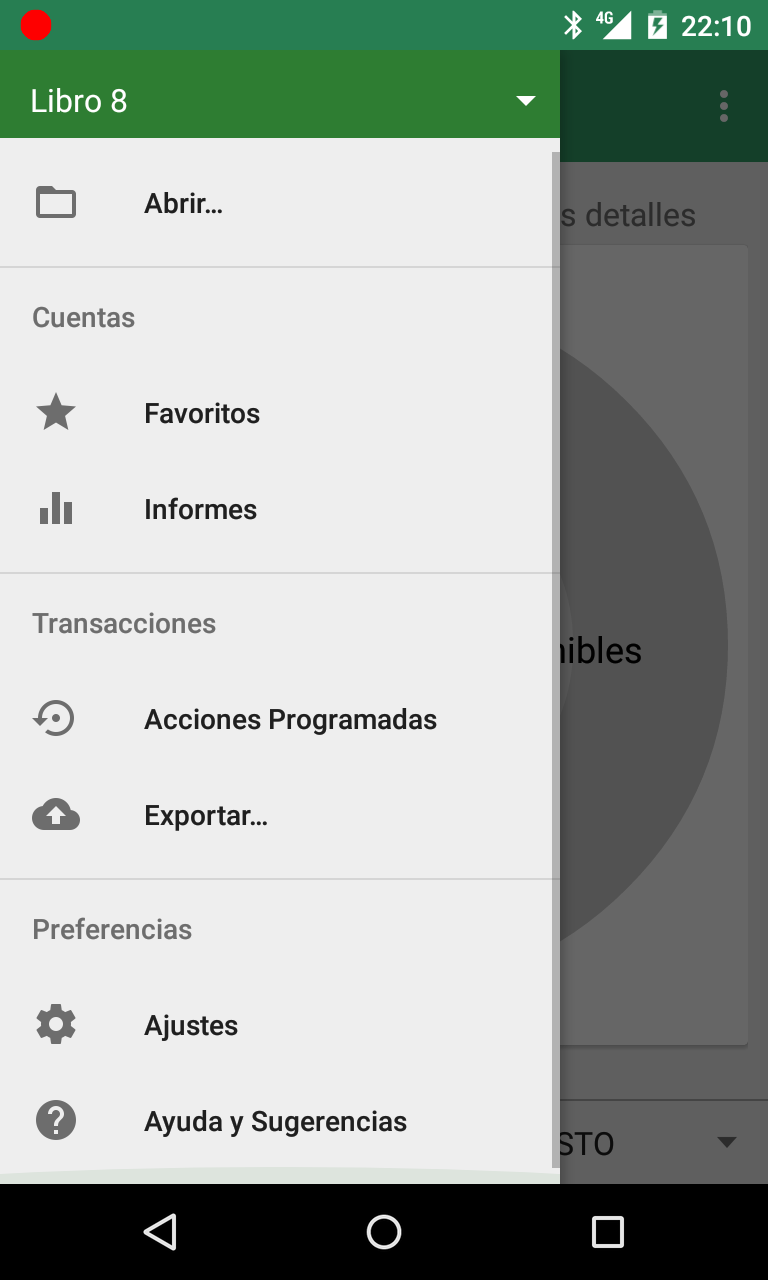 4G 22:10
Libro 8
s detalles
Abrir...
Cuentas
Favoritos
Informes
Transacciones
nibles
Acciones Programadas
Exportar...
Preferencias
Ajustes
Ayuda y Sugerencias
STO